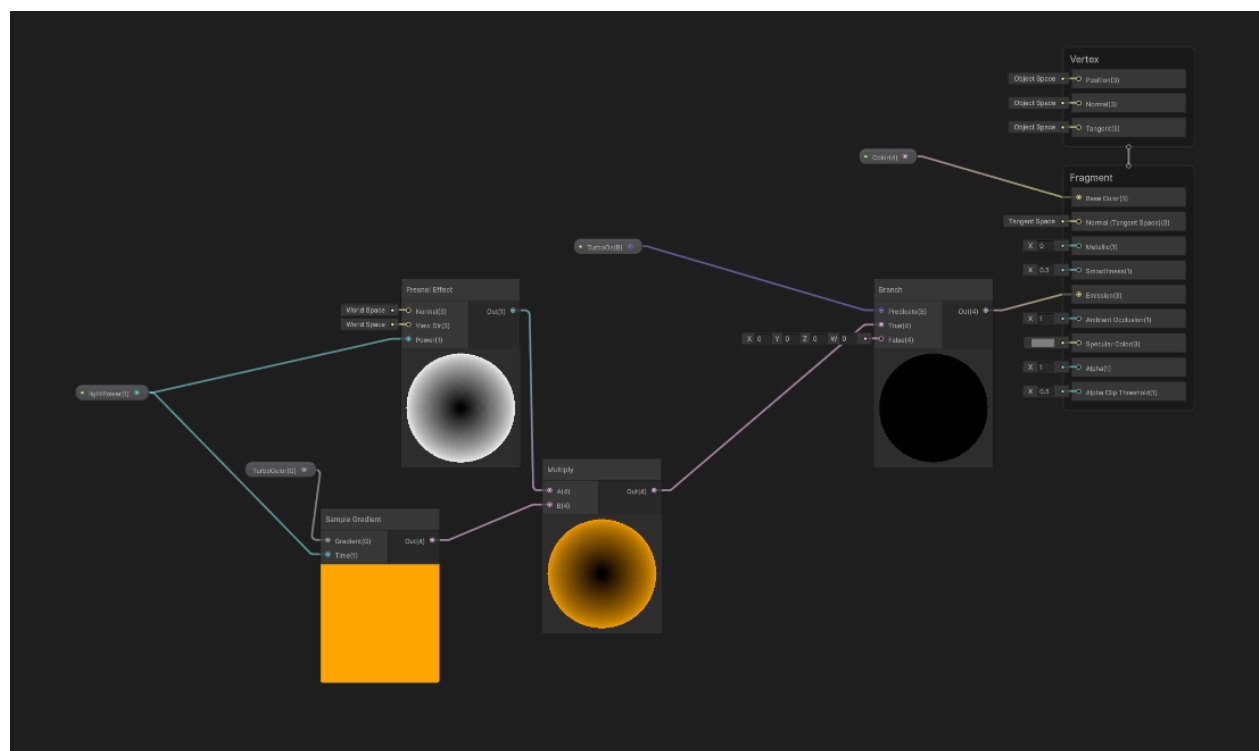 Vertex
Object Space Position(3)
Object Space Normal(3)
Object Space Tangent(3)
Color(4)
Fragment
Base Color(3)
Tangent Space Normal (Tangent Space)(3)
X 0 Metallic(1)
X 0.5 Smoothness(1)
Emission(3)
X 1 Ambient Occlusion(1)
Specular Color(3)
X 1 Alpha(1)
X 0.5 Alpha Clip Threshold(1)
TurboOn(B)
Branch
Predicate(B) Out(4)
True(4)
X 0 Y 0 Z 0 W 0 False(4)
Fresnel Effect
World Space Normal(3) Out(1)
World Space View Dir(3)
Power(1)
lightPower(1)
TurboColor(G)
Multiply
A(4) Out(4)
B(4)
Sample Gradient
Gradient(G) Out(4)
Time(1)